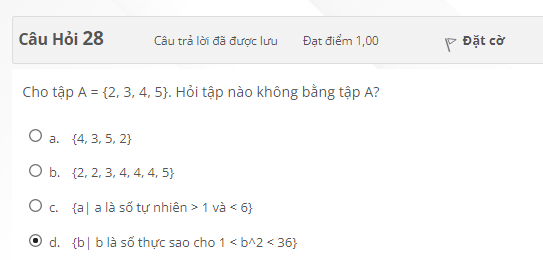 Câu Hỏi 28 Câu trả lời đã được lưu Đạt điểm 1,00 Đặt cờ
Cho tập A = {2, 3, 4, 5}. Hỏi tập nào không bằng tập A?
a. {4, 3, 5, 2}
b. {2, 2, 3, 4, 4, 4, 5}
c. {a| a là số tự nhiên > 1 và < 6}
d. {b| b là số thực sao cho 1 < b^2 < 36}